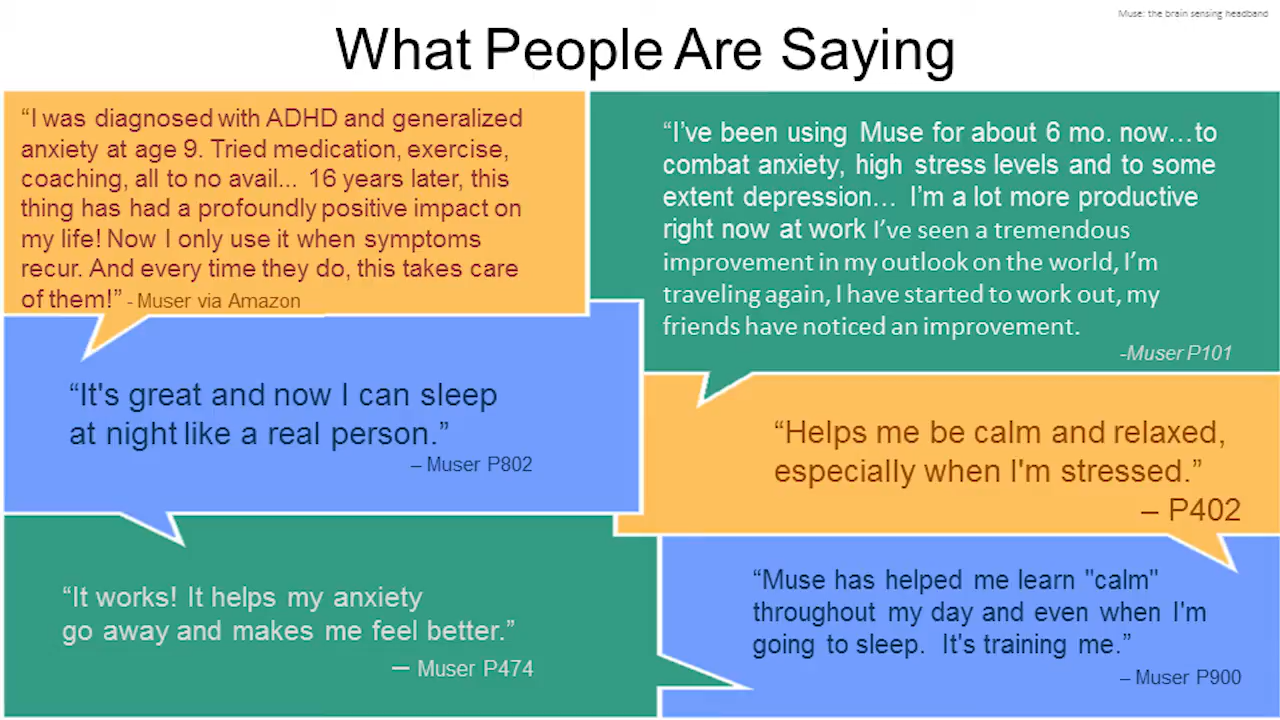 Muse: the brain sensing headband
What People Are Saying
“I was diagnosed with ADHD and generalized
anxiety at age 9. Tried medication, exercise,
coaching, all to no avail... 16 years later, this
thing has had a profoundly positive impact on
my life! Now I only use it when symptoms
recur. And every time they do, this takes care
of them!” - Muser via Amazon
“I’ve been using Muse for about 6 mo. now…to
combat anxiety, high stress levels and to some
extent depression… I’m a lot more productive
right now at work I’ve seen a tremendous
improvement in my outlook on the world, I’m
traveling again, I have started to work out, my
friends have noticed an improvement.
-Muser P101
“It's great and now I can sleep
at night like a real person.”
– Muser P802
“Helps me be calm and relaxed,
especially when I'm stressed.”
– P402
“It works! It helps my anxiety
go away and makes me feel better.”
– Muser P474
“Muse has helped me learn "calm"
throughout my day and even when I'm
going to sleep. It's training me.”
– Muser P900